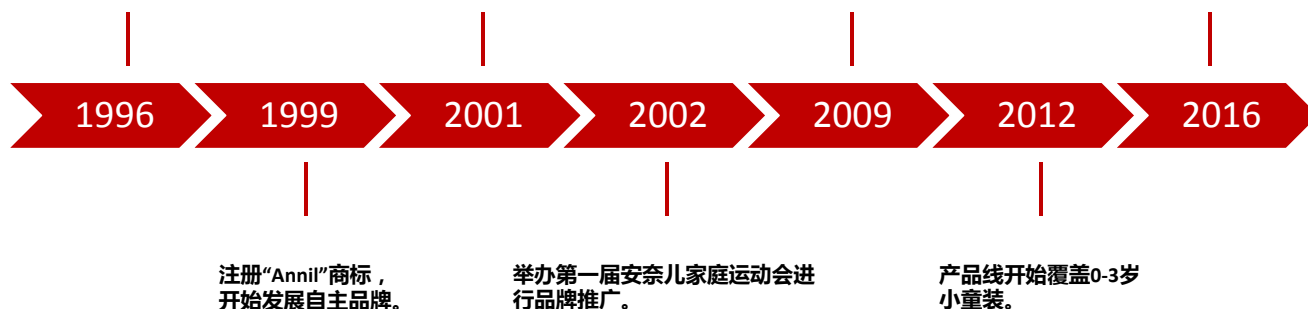 1996 1999 2001 2002 2009 2012 2016
注册“Annil”商标，
开始发展自主品牌。
举办第一届安奈儿家庭运动会进
行品牌推广。
产品线开始覆盖0-3岁
小童装。